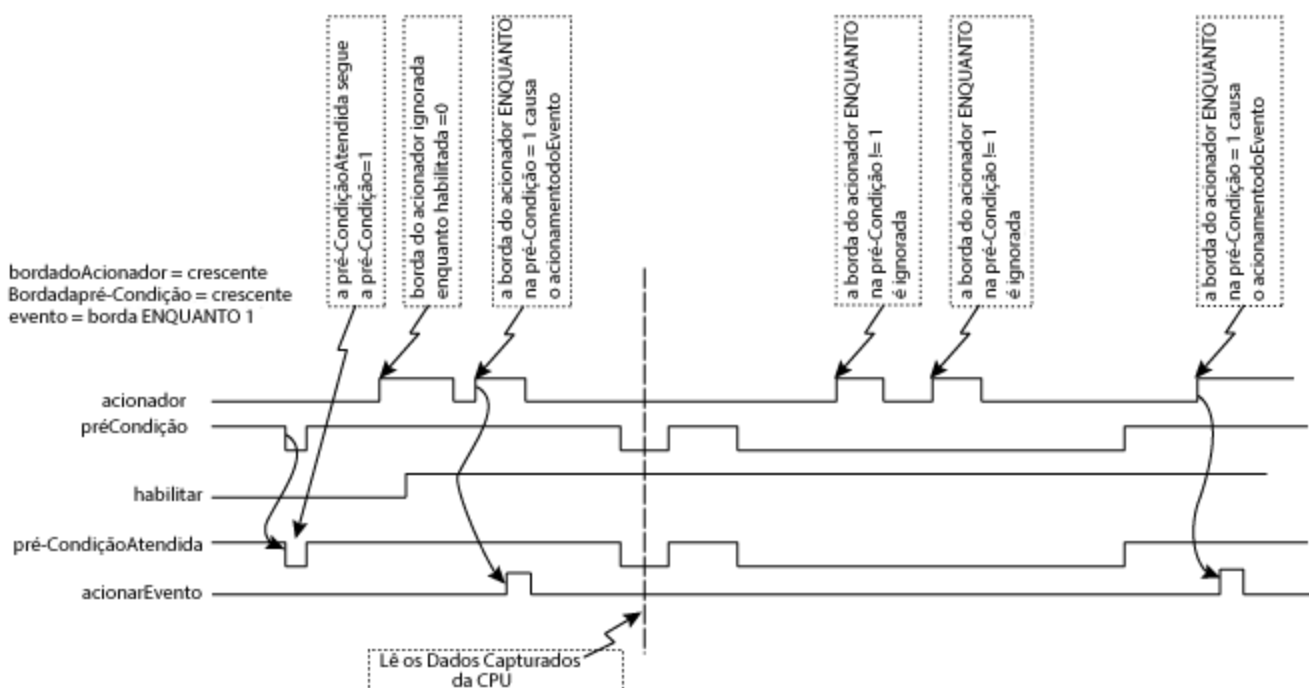 a pré-CondiçãoAtendida segue
a pré-Condição=1
borda do acionador ignorada
enquanto habilitada =0
a borda do acionador ENQUANTO
na pré-Condição = 1 causa
o acionamentodoEvento
a borda do acionador ENQUANTO
na pré-Condição != 1
é ignorada
a borda do acionador ENQUANTO
na pré-Condição != 1
é ignorada
a borda do acionador ENQUANTO
na pré-Condição = 1 causa
o acionamentodoEvento
bordadoAcionador = crescente
Bordadapré-Condição = crescente
evento = borda ENQUANTO 1
acionador
préCondição
habilitar
pré-CondiçãoAtendida
acionarEvento
Lê os Dados Capturados
da CPU